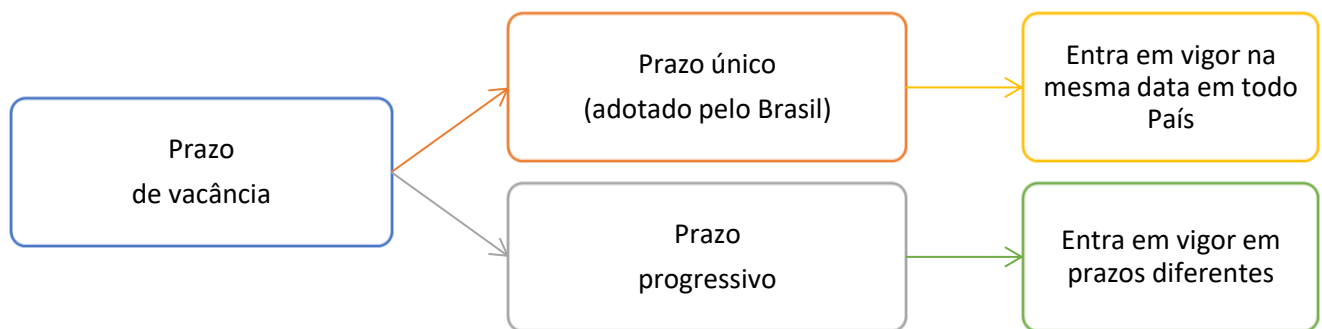 Prazo
de vacância
Prazo único
(adotado pelo Brasil)
Entra em vigor na
mesma data em todo
País
Prazo
progressivo
Entra em vigor em
prazos diferentes